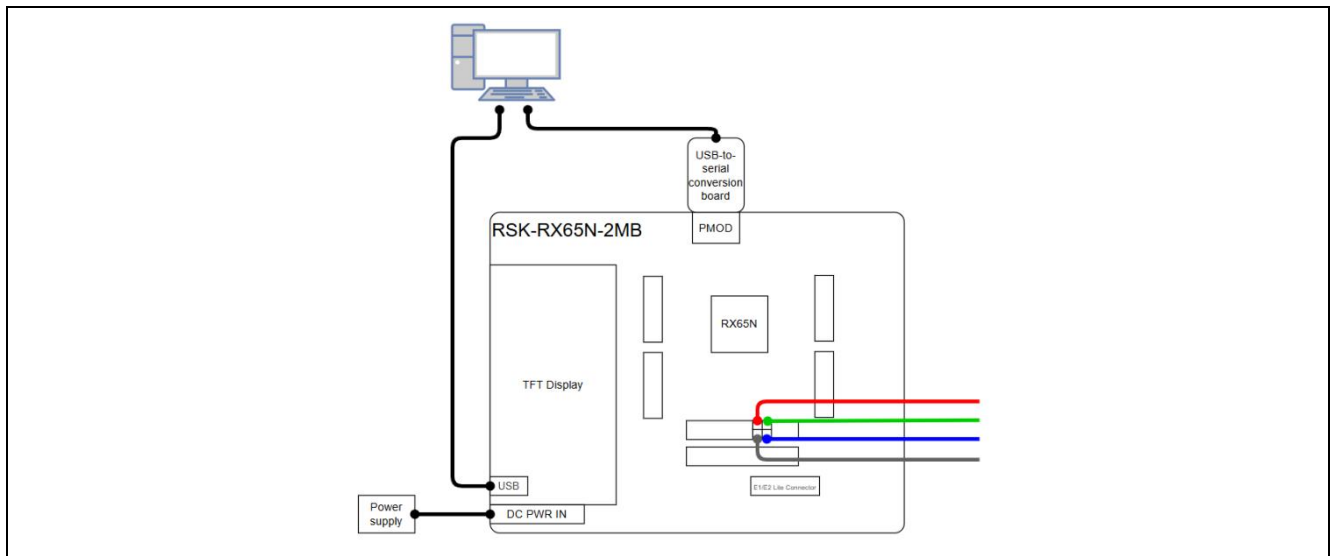 USB-to-
serial
conversion
board
RSK-RX65N-2MB
PMOD
RX65N
TFT Display
USB
E1/E2 Lite Connector
Power
supply
DC PWR IN